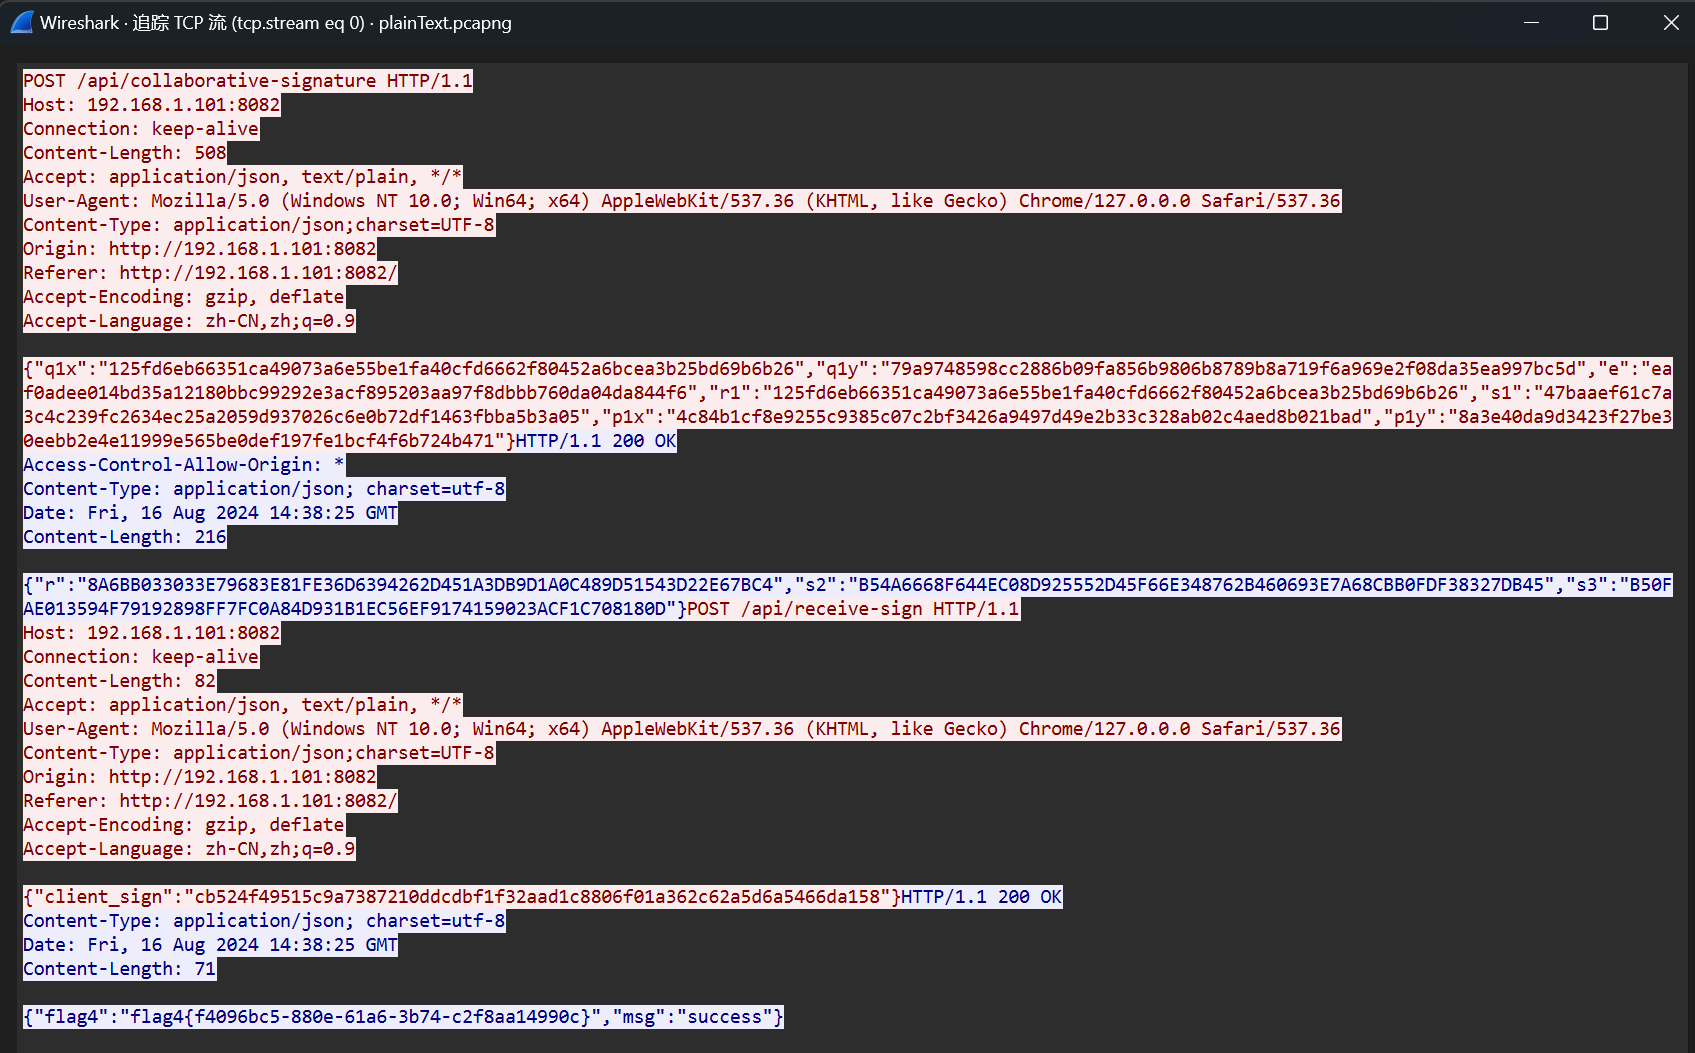 Wireshark · 追踪 TCP 流 (tcp.stream eq 0) · plainText.pcapng
POST /api/collaborative-signature HTTP/1.1
Host: 192.168.1.101:8082
Connection: keep-alive
Content-Length: 508
Accept: application/json, text/plain, */*
User-Agent: Mozilla/5.0 (Windows NT 10.0; Win64; x64) AppleWebKit/537.36 (KHTML, like Gecko) Chrome/127.0.0.0 Safari/537.36
Content-Type: application/json;charset=UTF-8
Origin: http://192.168.1.101:8082
Referer: http://192.168.1.101:8082/
Accept-Encoding: gzip, deflate
Accept-Language: zh-CN,zh;q=0.9
{"q1x":"125fd6eb66351ca49073a6e55be1fa40cfd6662f80452a6bcea3b25bd69b6b26","q1y":"79a9748598cc2886b09fa856b9806b8789b8a719f6a969e2f08da35ea997bc5d","e":"ea
f0adee014bd35a12180bbc99292e3acf895203aa97f8dbbb760da04da844f6","r1":"125fd6eb66351ca49073a6e55be1fa40cfd6662f80452a6bcea3b25bd69b6b26","s1":"47baaef61c7a
3c4c239fc2634ec25a2059d937026c6e0b72df1463fbba5b3a05","p1x":"4c84b1cf8e9255c9385c07c2bf3426a9497d49e2b33c328ab02c4aed8b021bad","p1y":"8a3e40da9d3423f27be3
0eebb2e4e11999e565be0def197fe1bcf4f6b724b471"}HTTP/1.1 200 OK
Access-Control-Allow-Origin: *
Content-Type: application/json; charset=utf-8
Date: Fri, 16 Aug 2024 14:38:25 GMT
Content-Length: 216
{"r":"8A6BB033033E79683E81FE36D6394262D451A3DB9D1A0C489D51543D22E67BC4","s2":"B54A6668F644EC08D925552D45F66E348762B460693E7A68CBB0FDF38327DB45","s3":"B50F
AE013594F79192898FF7FC0A84D931B1EC56EF9174159023ACF1C708180D"}POST /api/receive-sign HTTP/1.1
Host: 192.168.1.101:8082
Connection: keep-alive
Content-Length: 82
Accept: application/json, text/plain, */*
User-Agent: Mozilla/5.0 (Windows NT 10.0; Win64; x64) AppleWebKit/537.36 (KHTML, like Gecko) Chrome/127.0.0.0 Safari/537.36
Content-Type: application/json;charset=UTF-8
Origin: http://192.168.1.101:8082
Referer: http://192.168.1.101:8082/
Accept-Encoding: gzip, deflate
Accept-Language: zh-CN,zh;q=0.9
{"client_sign":"cb524f49515c9a7387210ddcdbf1f32aad1c8806f01a362c62a5d6a5466da158"}HTTP/1.1 200 OK
Content-Type: application/json; charset=utf-8
Date: Fri, 16 Aug 2024 14:38:25 GMT
Content-Length: 71
{"flag4":"flag4{f4096bc5-880e-61a6-3b74-c2f8aa14990c}","msg":"success"}